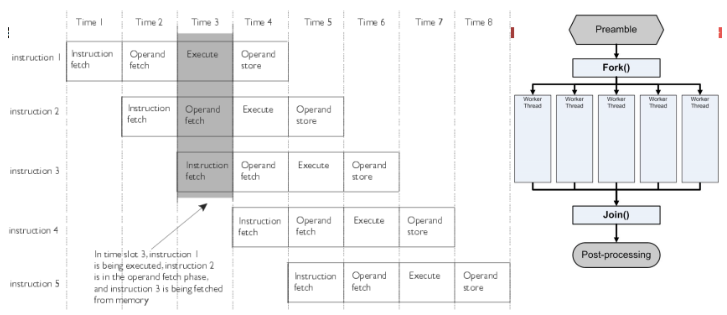 Time 1 Time 2 Time 3 Time 4 Time 5 Time 6 Time 7 Time 8
instruction 1
Instruction
fetch
Operand
fetch
Execute
Operand
store
instruction 2
Instruction
fetch
Operand
fetch
Execute
Operand
store
instruction 3
Instruction
fetch
Operand
fetch
Execute
Operand
store
instruction 4
Instruction
fetch
Operand
fetch
Execute
Operand
store
In time slot 3, instruction 1
is being executed, instruction 2
is in the operand fetch phase,
and instruction 3 is being fetched
from memory
instruction 5
Instruction
fetch
Operand
fetch
Execute
Operand
store
Preamble
Fork()
Worker
Thread
Worker
Thread
Worker
Thread
Worker
Thread
Worker
Thread
Join()
Post-processing